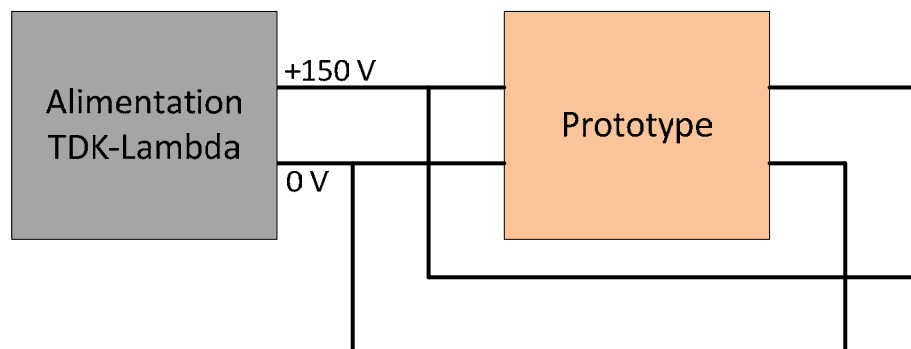 Alimentation
TDK-Lambda
+150 V
0 V
Prototype